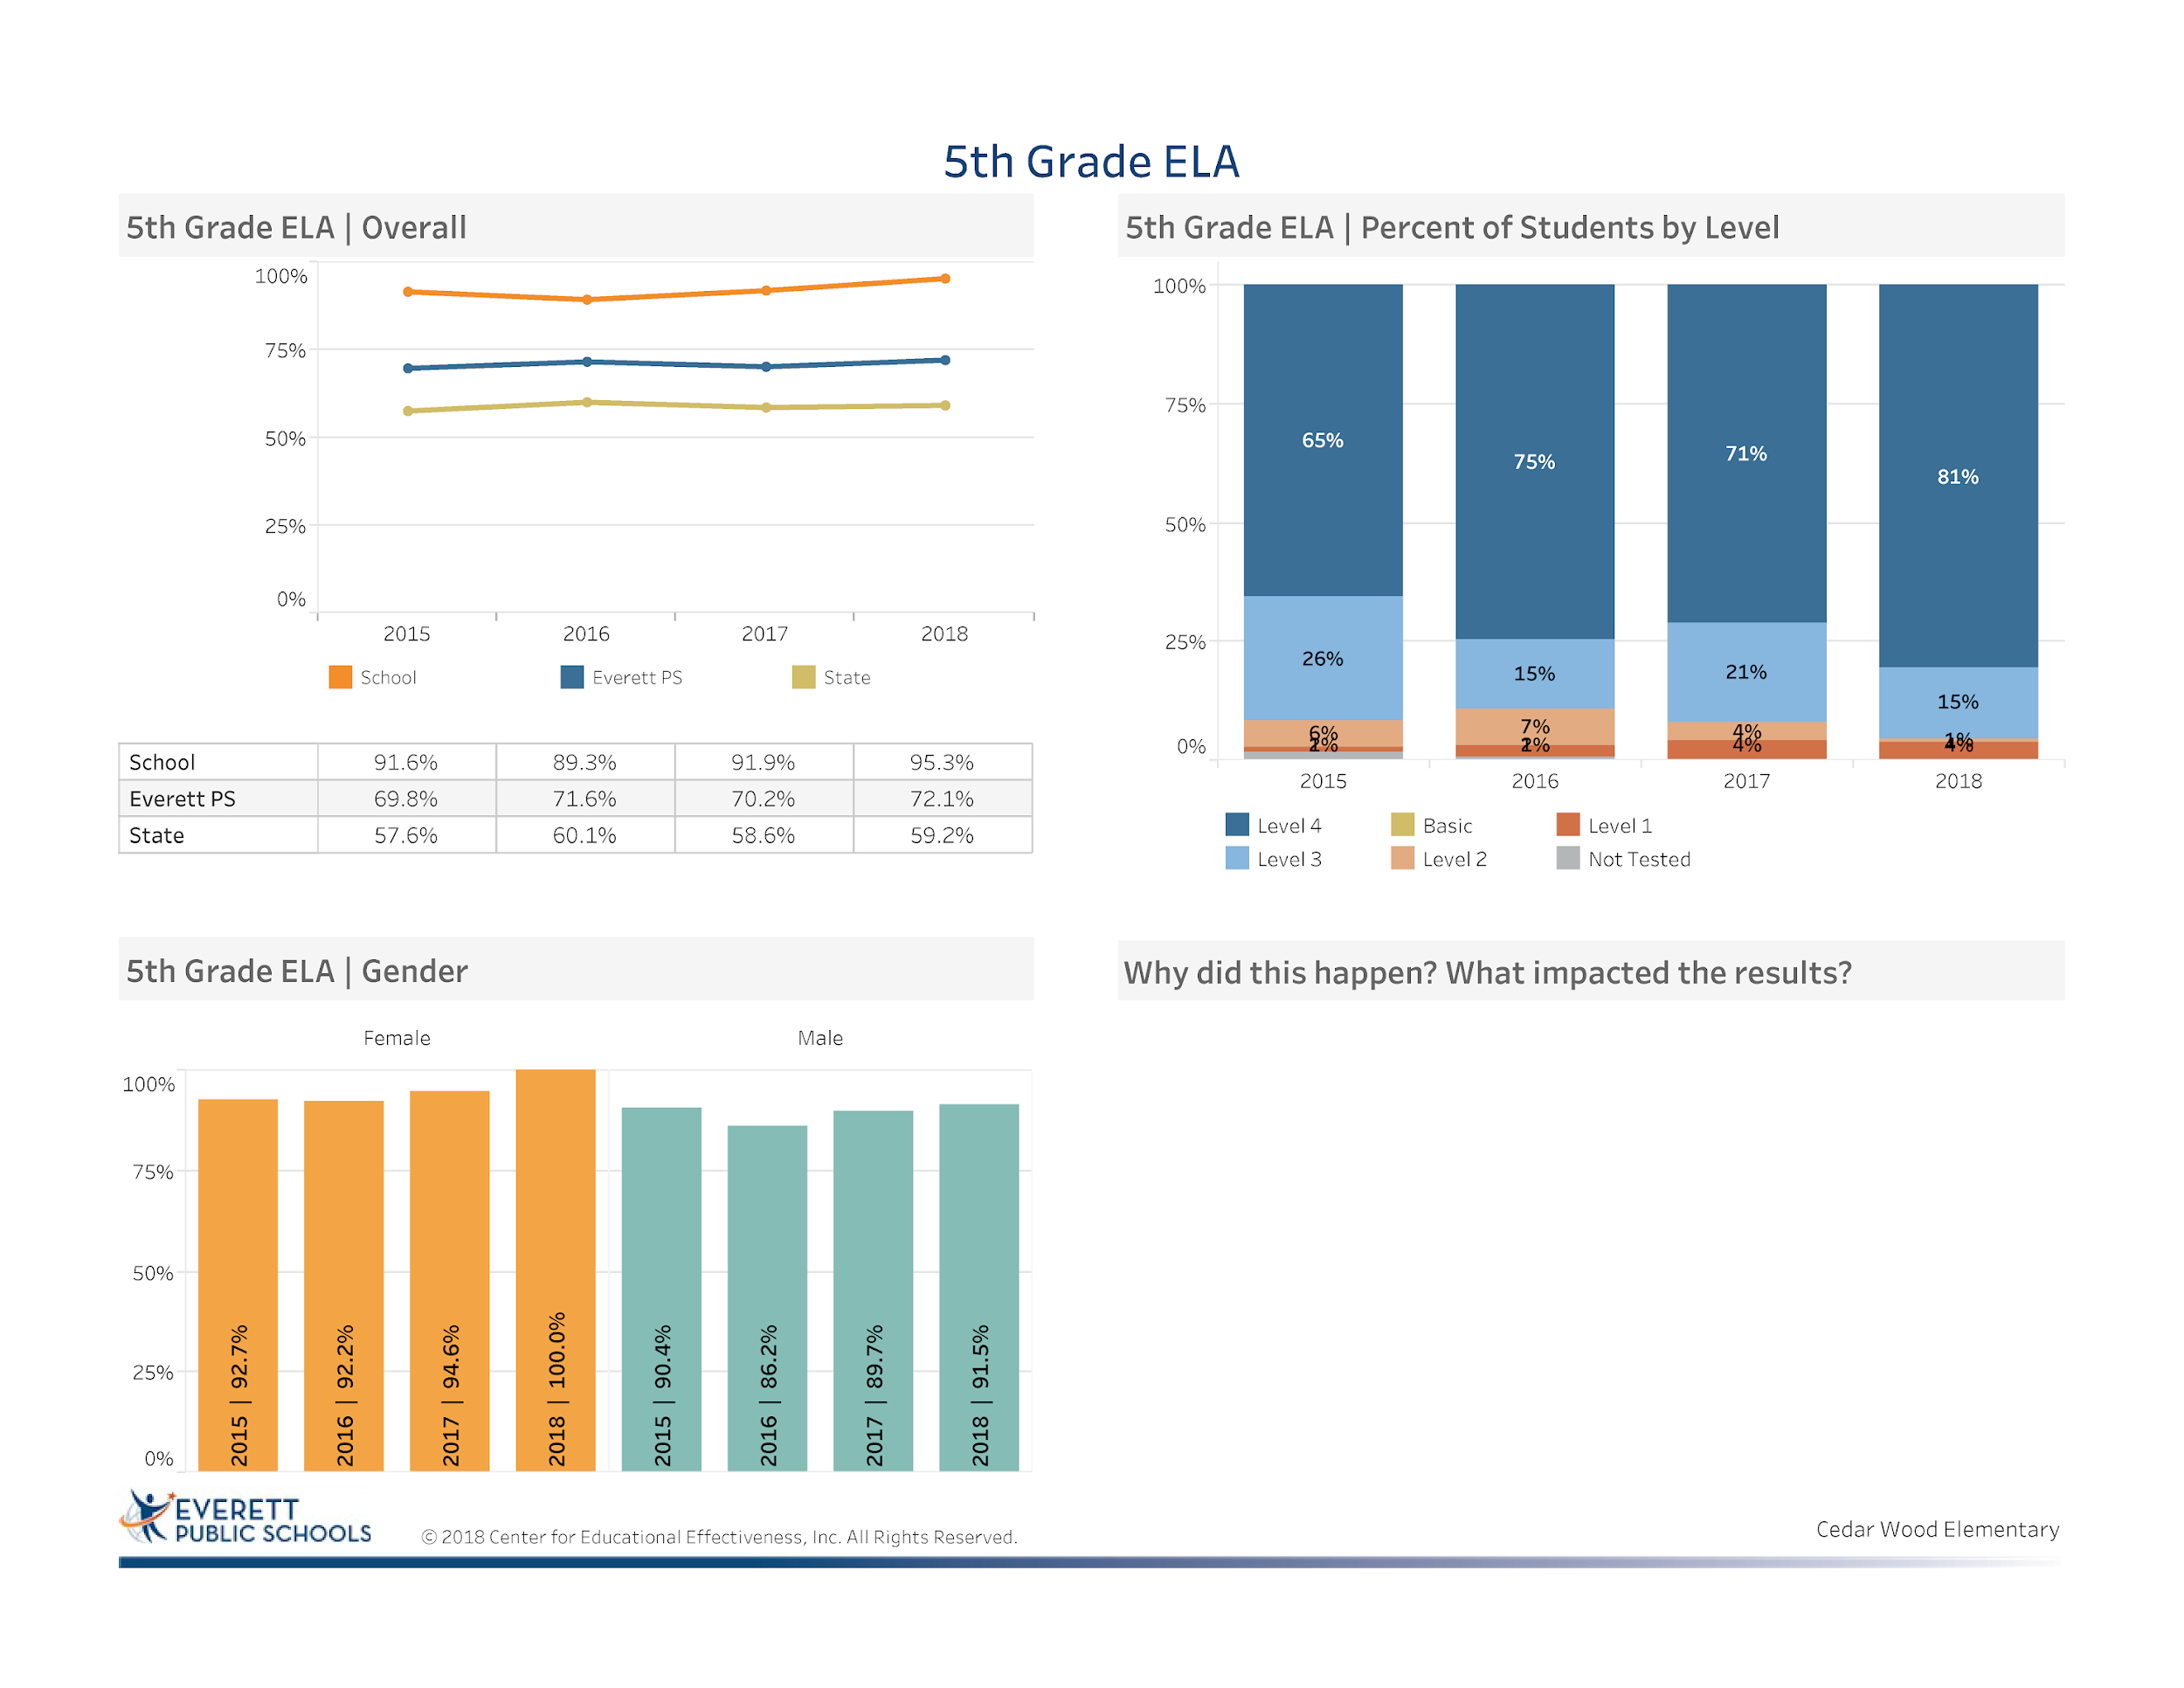 5th Grade ELA
5th Grade ELA | Overall
100%
75%
50%
25%
0%
2015 2016 2017 2018
School Everett PS State
School 91.6% 89.3% 91.9% 95.3%
Everett PS 69.8% 71.6% 70.2% 72.1%
State 57.6% 60.1% 58.6% 59.2%
5th Grade ELA | Percent of Students by Level
100%
75%
50%
25%
0%
65% 75% 71% 81%
26% 15% 21% 15%
6% 7% 4% 1%
4% 4%
2015 2016 2017 2018
Level 4 Basic Level 1
Level 3 Level 2 Not Tested
5th Grade ELA | Gender
Female Male
100%
75%
50%
25%
0%
2015 | 92.7%
2016 | 92.2%
2017 | 94.6%
2018 | 100.0%
2015 | 90.4%
2016 | 86.2%
2017 | 89.7%
2018 | 91.5%
Why did this happen? What impacted the results?
EVERETT
PUBLIC SCHOOLS
© 2018 Center for Educational Effectiveness, Inc. All Rights Reserved.
Cedar Wood Elementary